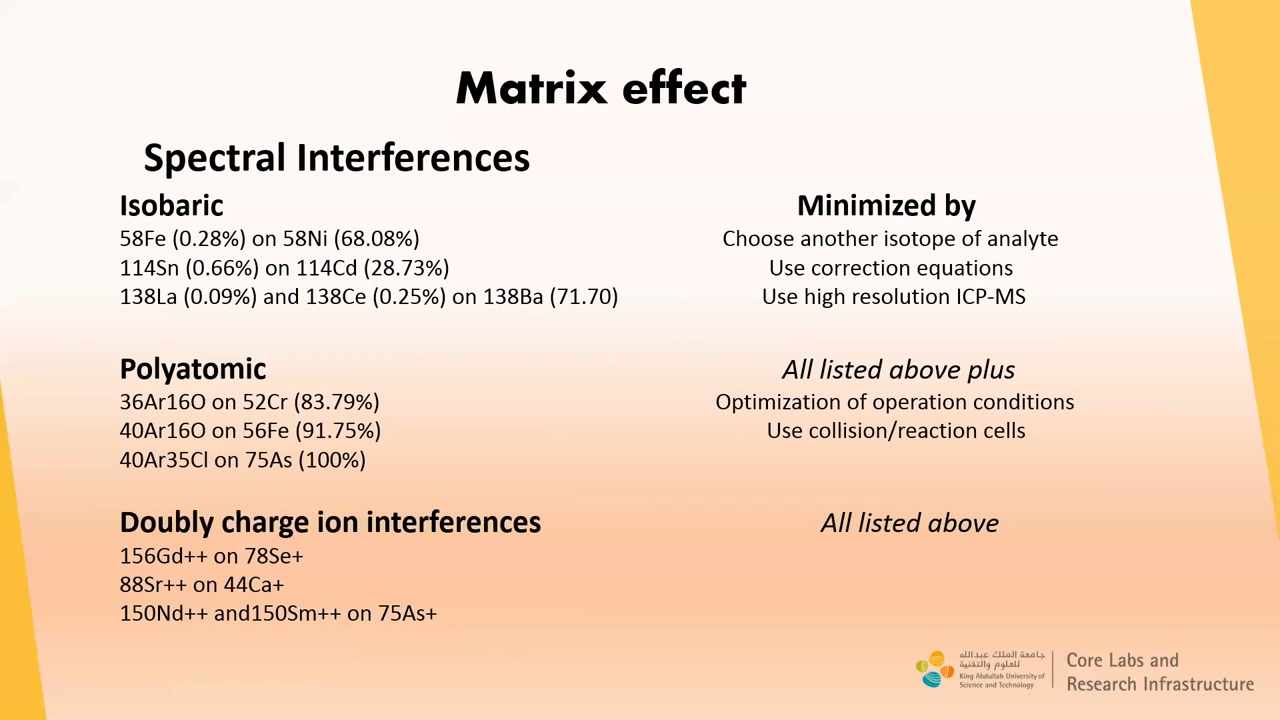 Matrix effect
Spectral Interferences
Isobaric
58Fe (0.28%) on 58Ni (68.08%)
114Sn (0.66%) on 114Cd (28.73%)
138La (0.09%) and 138Ce (0.25%) on 138Ba (71.70)
Minimized by
Choose another isotope of analyte
Use correction equations
Use high resolution ICP-MS
Polyatomic
36Ar16O on 52Cr (83.79%)
40Ar16O on 56Fe (91.75%)
40Ar35Cl on 75As (100%)
All listed above plus
Optimization of operation conditions
Use collision/reaction cells
Doubly charge ion interferences
156Gd++ on 78Se+
88Sr++ on 44Ca+
150Nd++ and150Sm++ on 75As+
All listed above
جامعة الملك عبدالله
للعلوم والتقنية
King Abdullah University of
Science and Technology
Core Labs and
Research Infrastructure